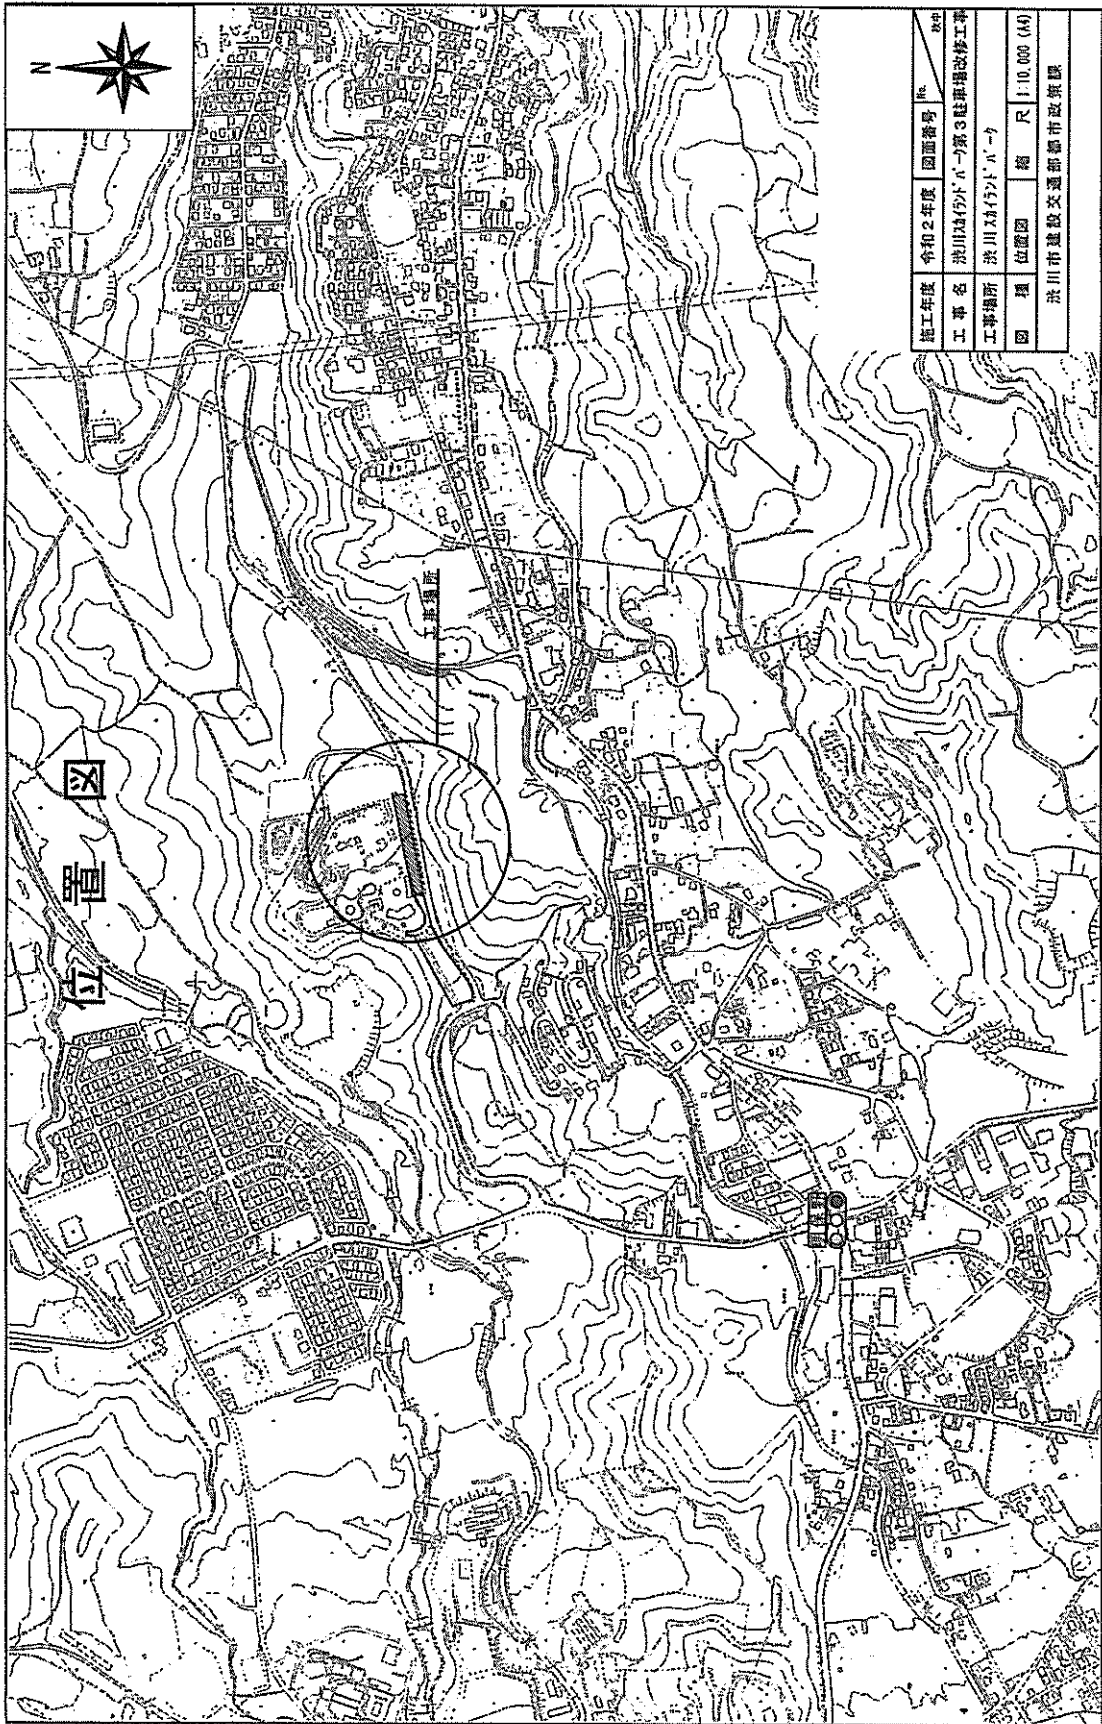 N
位置図
工事場所
施工年度 令和2年度 図面番号 No. 枚中
工事名 渋川スカイランドパーク第3駐車場改修工事
工事場所 渋川スカイランドパーク
図種 位置図 縮尺 1:10,000 (A4)
渋川市建設交通部都市政策課